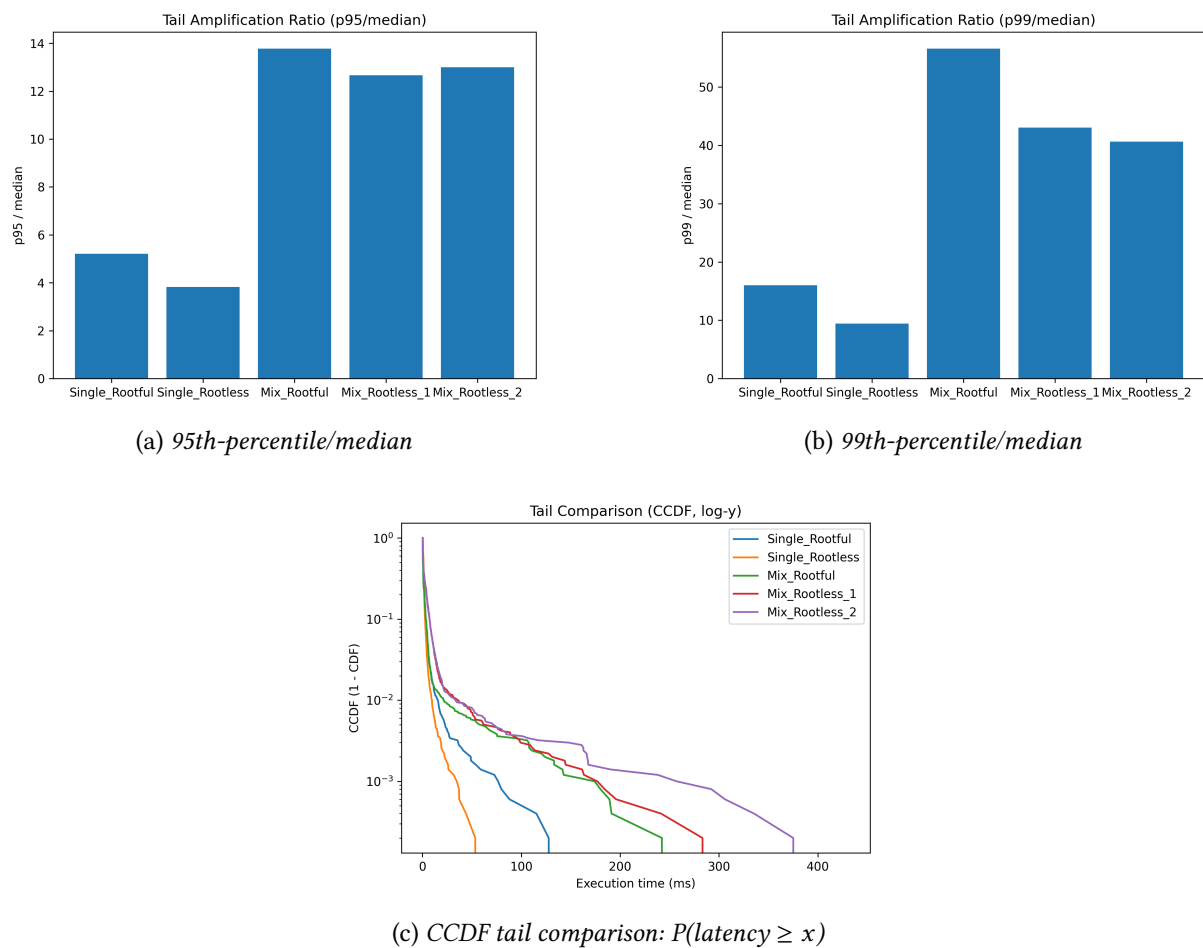 Tail Amplification Ratio (p95/median)
14
12
10
8
6
4
2
0
p95 / median
Single_Rootful Single_Rootless Mix_Rootful Mix_Rootless_1 Mix_Rootless_2
(a) 95th-percentile/median
Tail Amplification Ratio (p99/median)
50
40
30
20
10
0
p99 / median
Single_Rootful Single_Rootless Mix_Rootful Mix_Rootless_1 Mix_Rootless_2
(b) 99th-percentile/median
Tail Comparison (CCDF, log-y)
10⁰
10⁻¹
10⁻²
10⁻³
CCDF (1 - CDF)
Single_Rootful
Single_Rootless
Mix_Rootful
Mix_Rootless_1
Mix_Rootless_2
0 100 200 300 400
Execution time (ms)
(c) CCDF tail comparison: P(latency ≥ x)